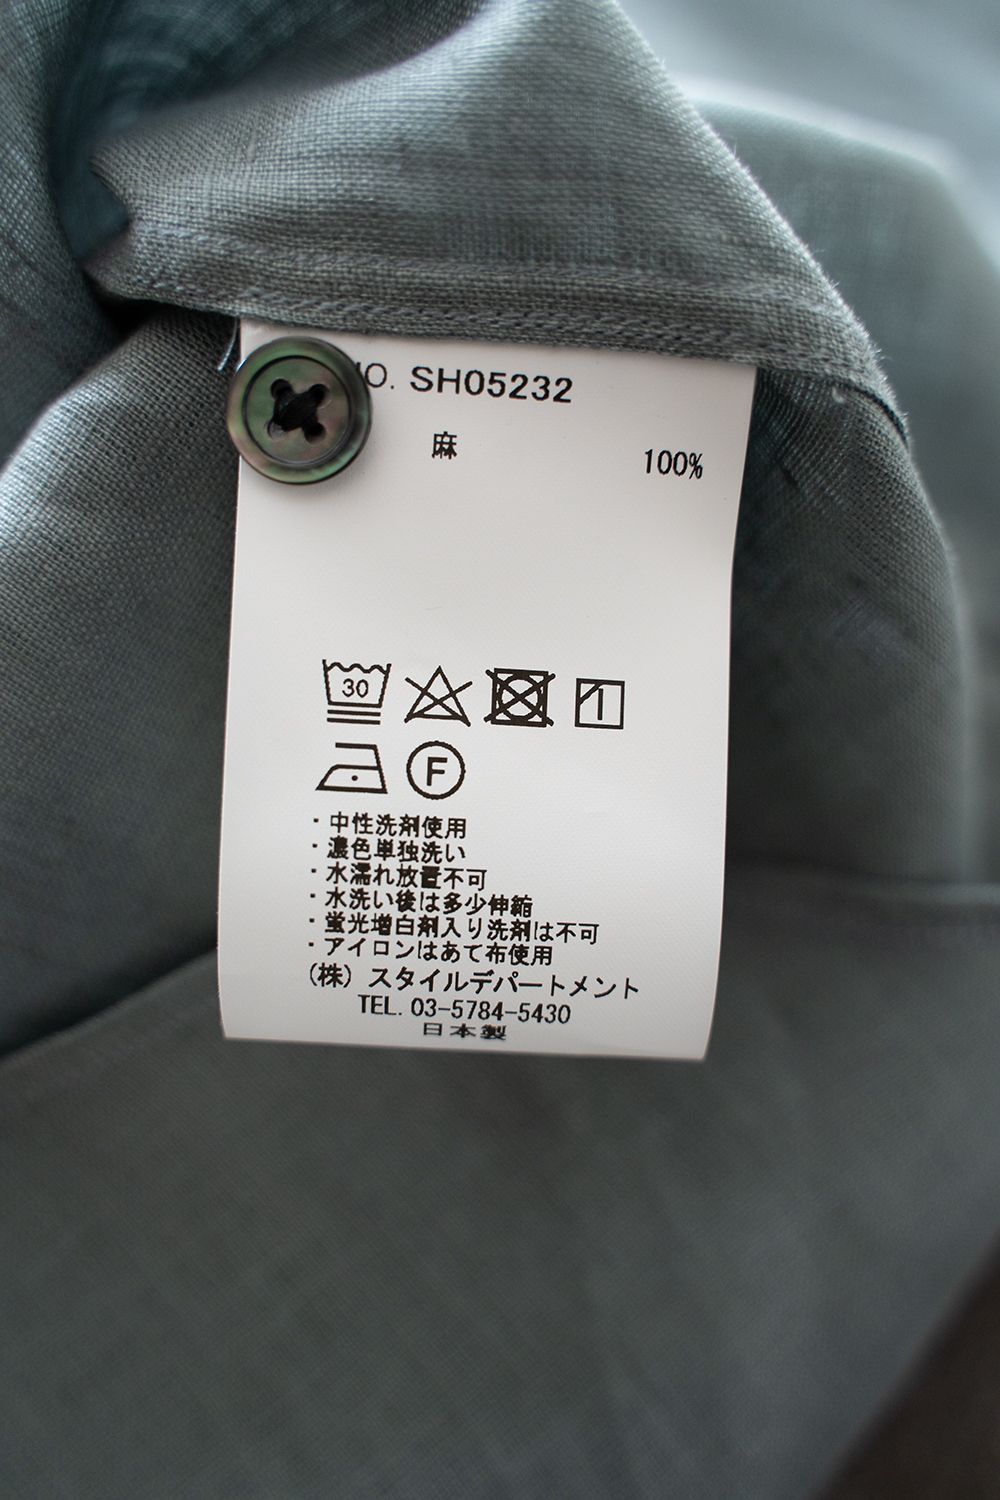 NO. SH05232
麻 100%
30
F
・中性洗剤使用
・濃色単独洗い
・水濡れ放置不可
・水洗い後は多少伸縮
・蛍光増白剤入り洗剤は不可
・アイロンはあて布使用
(株) スタイルデパートメント
TEL. 03-5784-5430
日本製